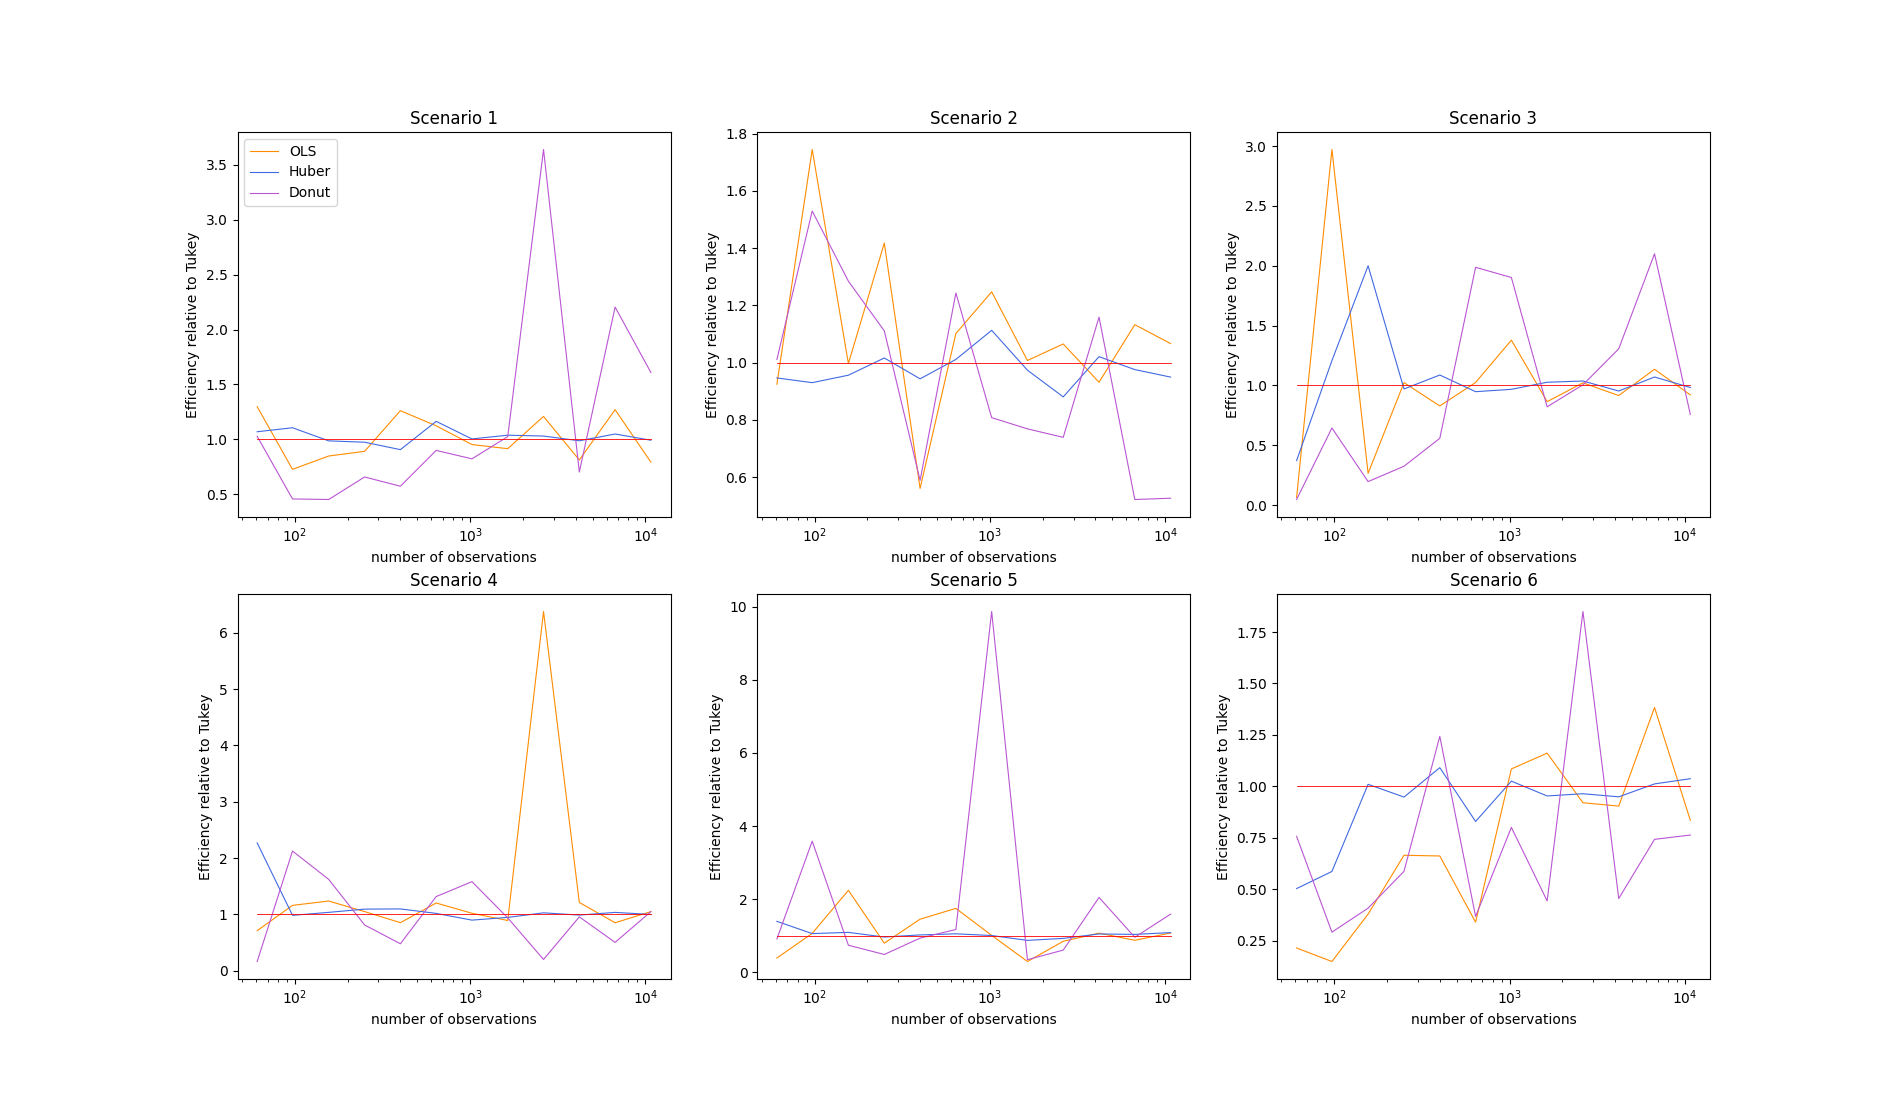 Scenario 1
Efficiency relative to Tukey
3.5
3.0
2.5
2.0
1.5
1.0
0.5
OLS
Huber
Donut
10²
10³
10⁴
number of observations
Scenario 2
Efficiency relative to Tukey
1.8
1.6
1.4
1.2
1.0
0.8
0.6
10²
10³
10⁴
number of observations
Scenario 3
Efficiency relative to Tukey
3.0
2.5
2.0
1.5
1.0
0.5
0.0
10²
10³
10⁴
number of observations
Scenario 4
Efficiency relative to Tukey
6
5
4
3
2
1
0
10²
10³
10⁴
number of observations
Scenario 5
Efficiency relative to Tukey
10
8
6
4
2
0
10²
10³
10⁴
number of observations
Scenario 6
Efficiency relative to Tukey
1.75
1.50
1.25
1.00
0.75
0.50
0.25
10²
10³
10⁴
number of observations